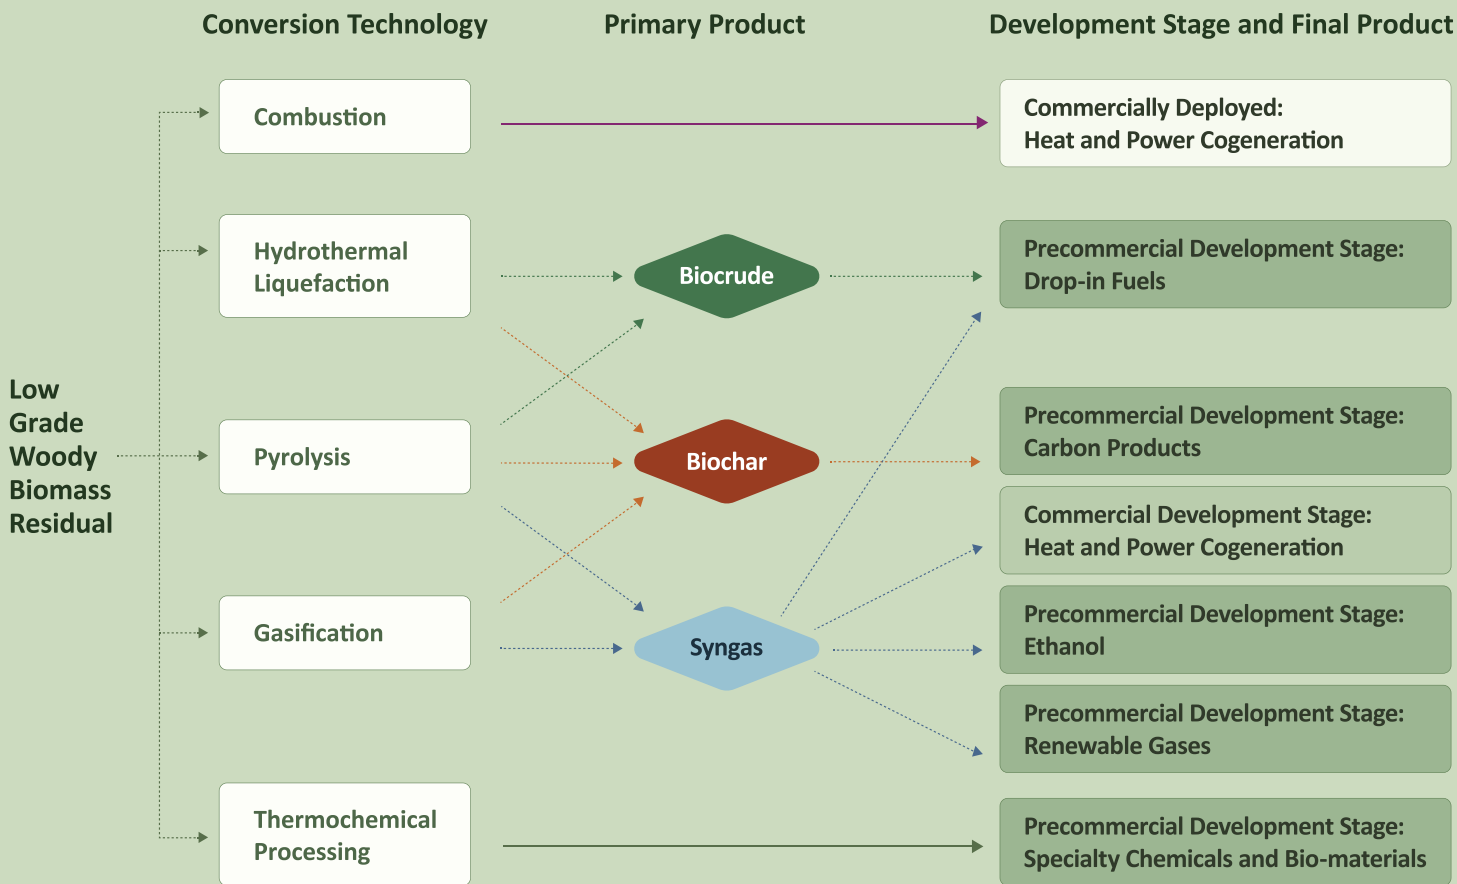 Conversion Technology
Primary Product
Development Stage and Final Product
Low
Grade
Woody
Biomass
Residual
Combustion
Commercially Deployed:
Heat and Power Cogeneration
Hydrothermal
Liquefaction
Biocrude
Precommercial Development Stage:
Drop-in Fuels
Pyrolysis
Biochar
Precommercial Development Stage:
Carbon Products
Commercial Development Stage:
Heat and Power Cogeneration
Gasification
Syngas
Precommercial Development Stage:
Ethanol
Precommercial Development Stage:
Renewable Gases
Thermochemical
Processing
Precommercial Development Stage:
Specialty Chemicals and Bio-materials